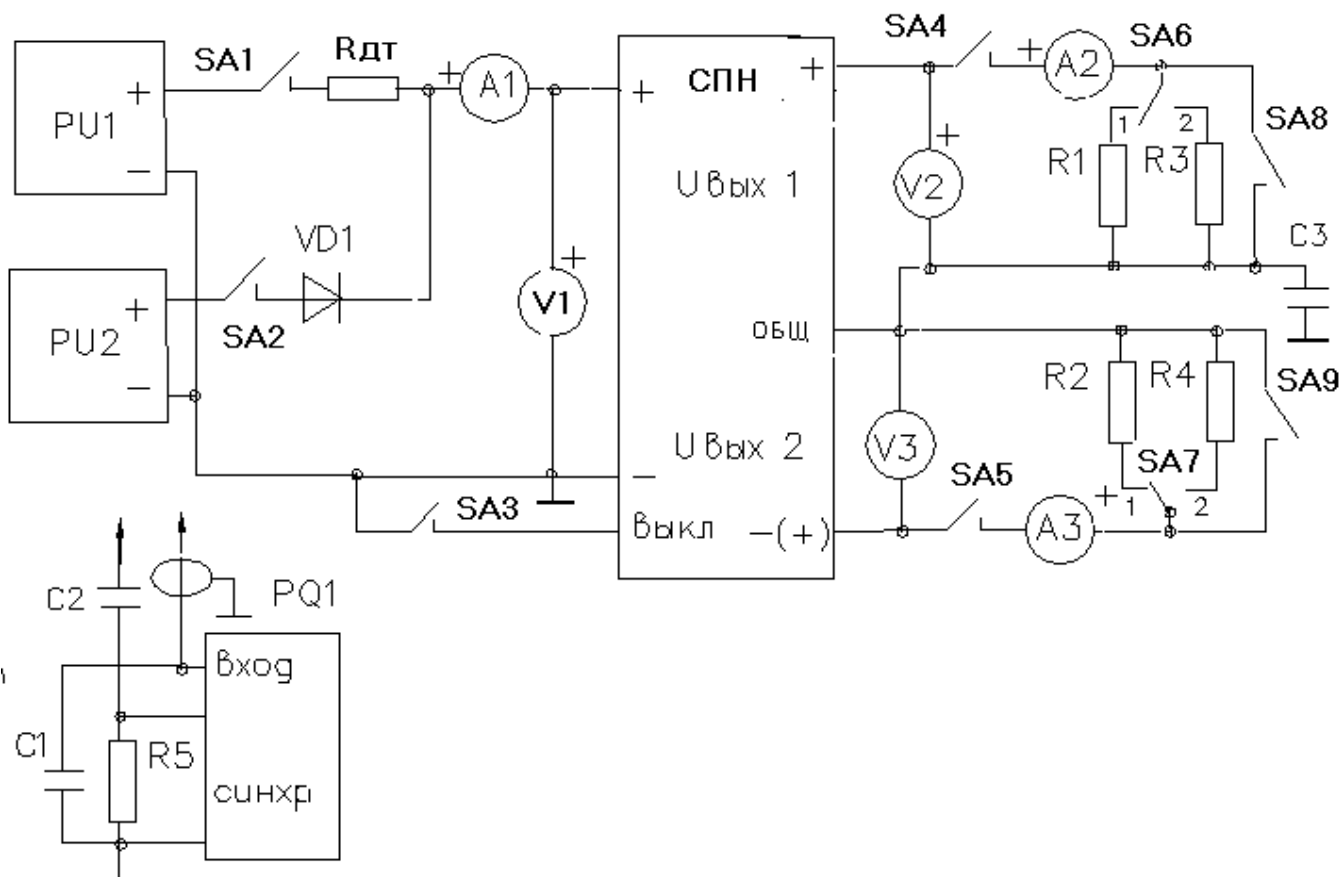 SA1
Rдт
+
A1
PU1
+
−
SA2
VD1
PU2
+
−
V1
+
SA3
+
СПН
+
Uвых 1
общ
Uвых 2
−
выкл
−(+)
SA4
+
A2
SA6
1
2
R1
R3
SA8
V2
+
C3
R2
R4
SA9
V3
SA5
A3
+
SA7
1
2
C2
PQ1
вход
C1
R5
синхр